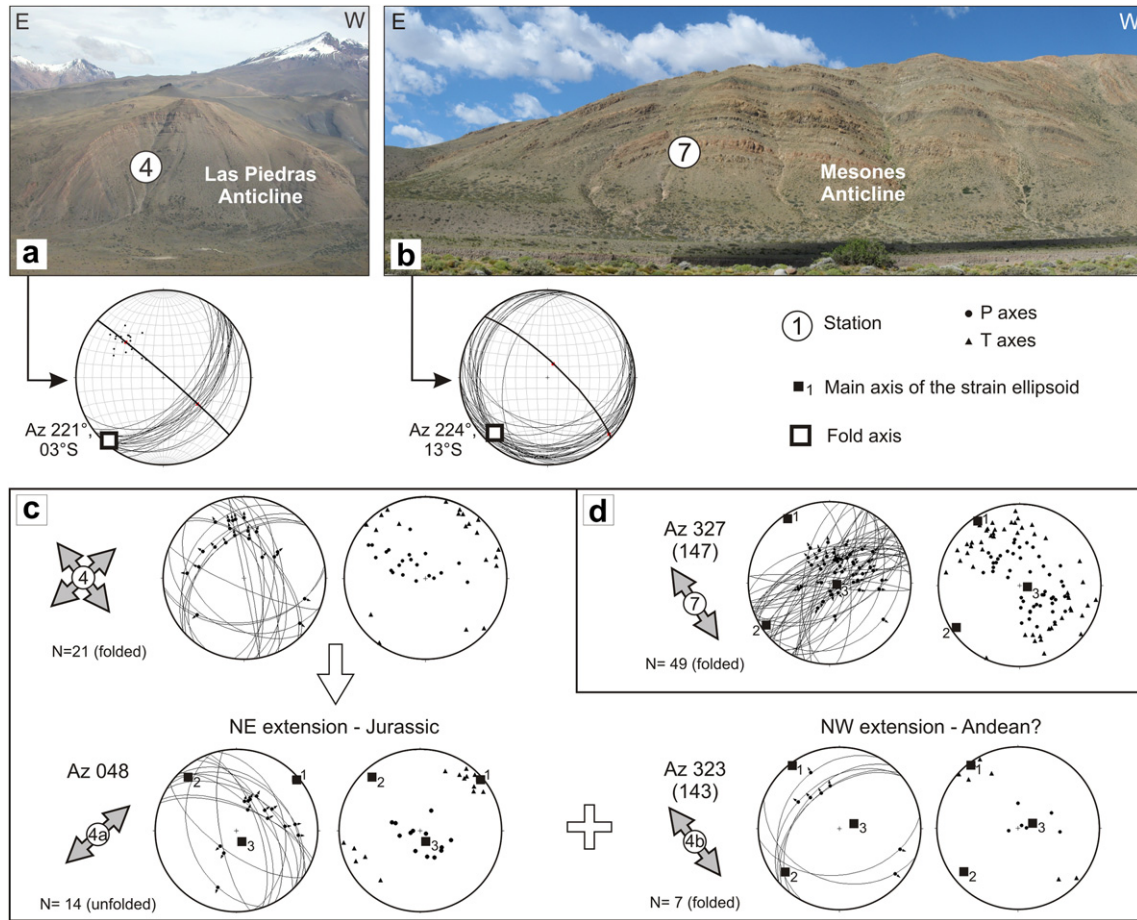 E
W
4
Las Piedras
Anticline
a
E
W
7
Mesones
Anticline
b
Az 221°,
03°S
Az 224°,
13°S
1 Station
P axes
T axes
1 Main axis of the strain ellipsoid
Fold axis
c
4
N=21 (folded)
d
Az 327
(147)
7
N= 49 (folded)
1
2
3
1
2
3
NE extension - Jurassic
Az 048
4a
N= 14 (unfolded)
1
2
3
1
2
3
NW extension - Andean?
Az 323
(143)
4b
N= 7 (folded)
1
2
3
1
2
3